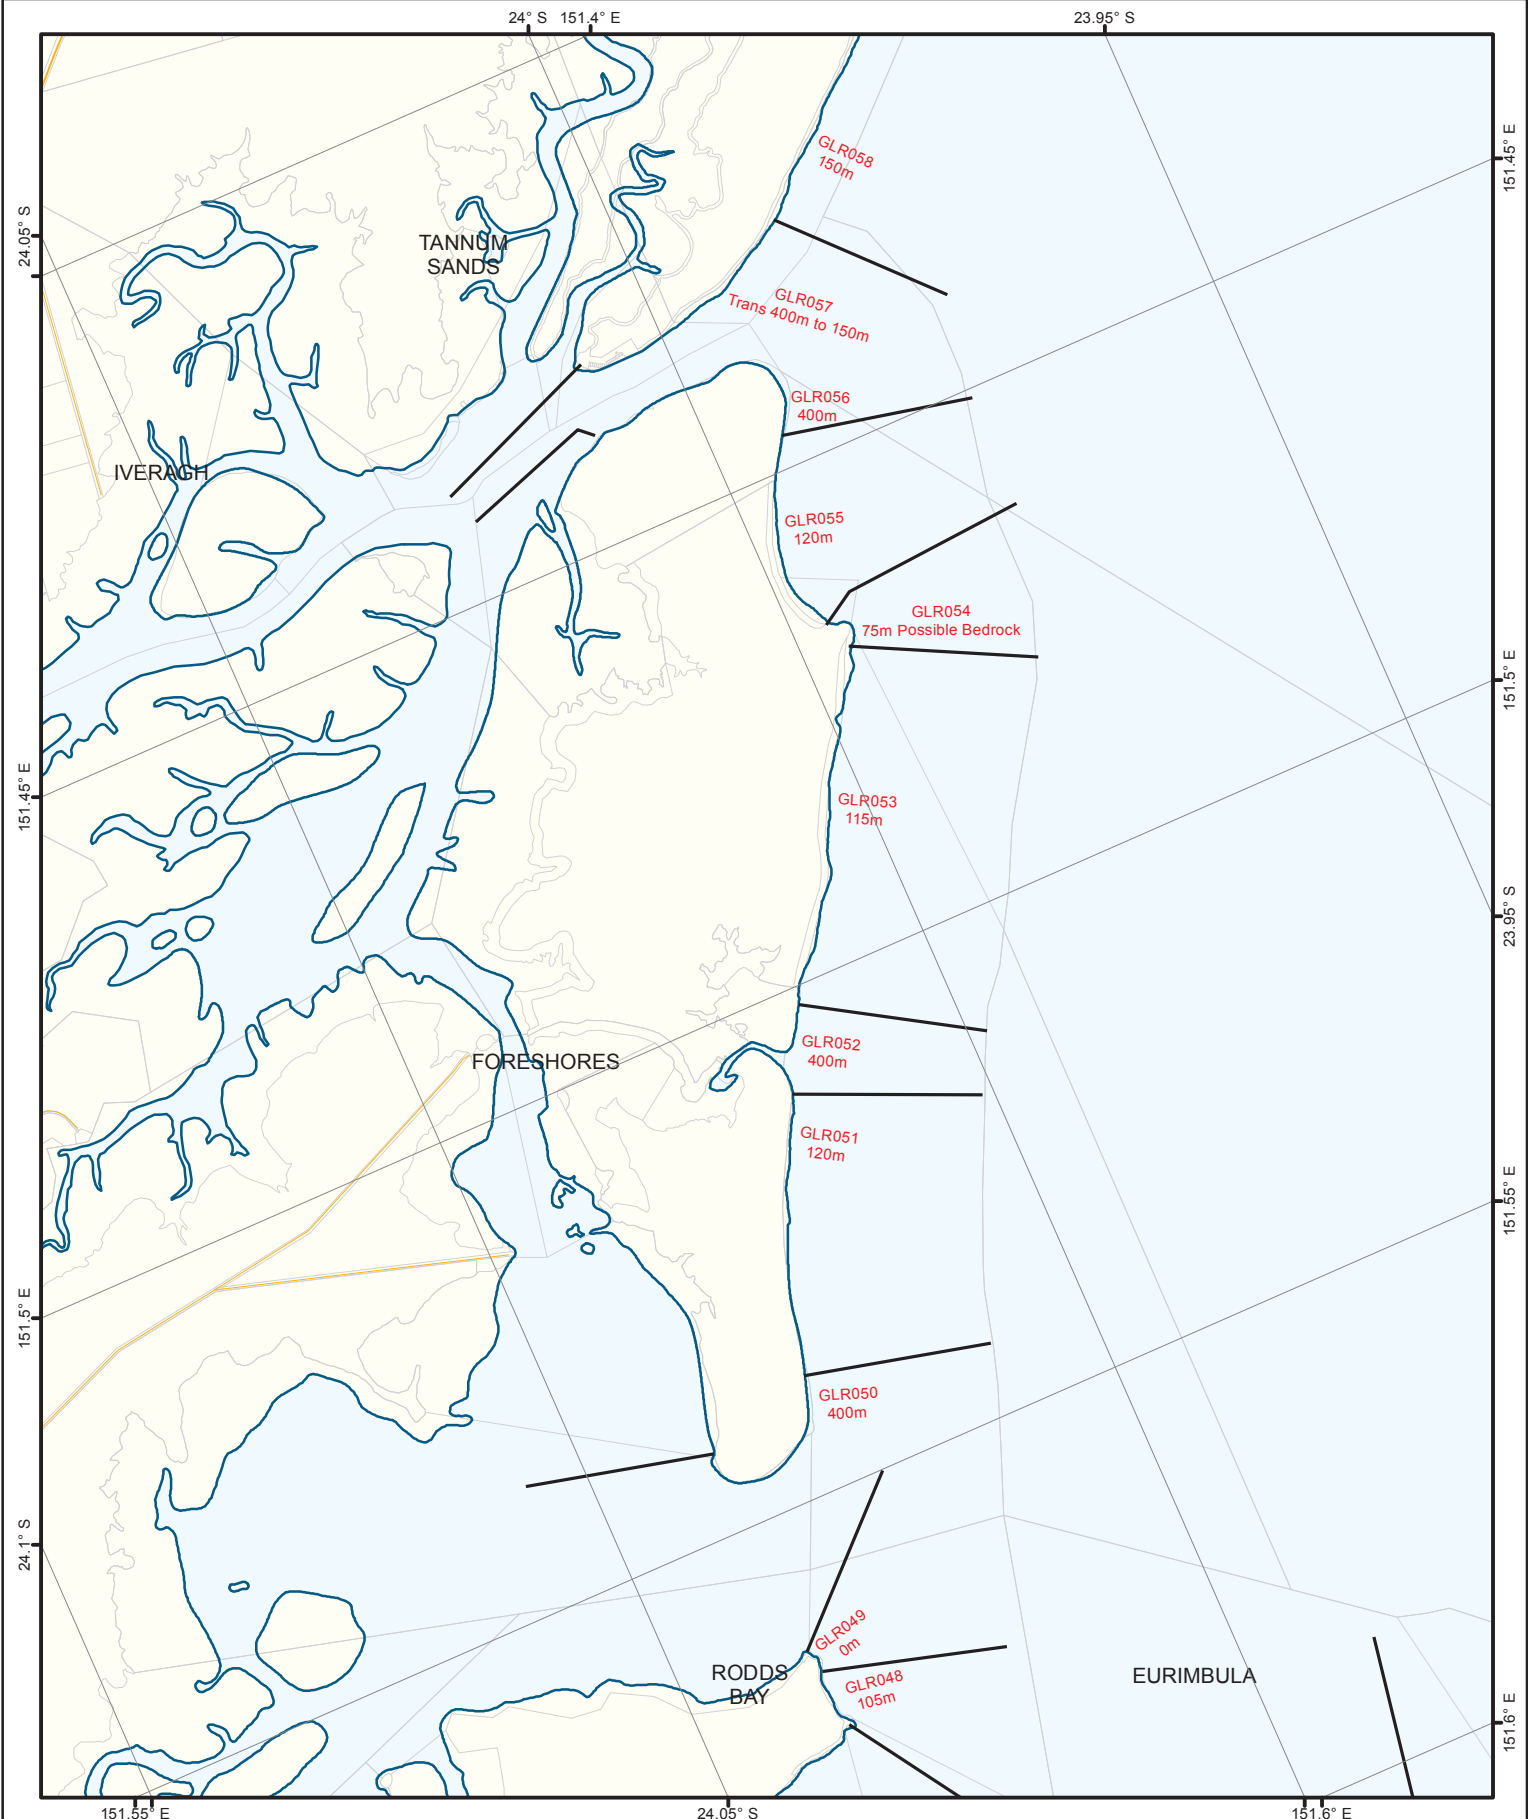 24° S 151.4° E
23.95° S
151.45° E
24.05° S
GLR058
150m
TANNUM
SANDS
GLR057
Trans 400m to 150m
GLR056
400m
IVERAGH
GLR055
120m
GLR054
75m Possible Bedrock
151.5° E
151.45° E
GLR053
115m
23.95° S
GLR052
400m
FORESHORES
GLR051
120m
151.55° E
151.5° E
GLR050
400m
24.1° S
GLR049
0m
RODDS
BAY
GLR048
105m
EURIMBULA
151.6° E
151.55° E
24.05° S
151.6° E